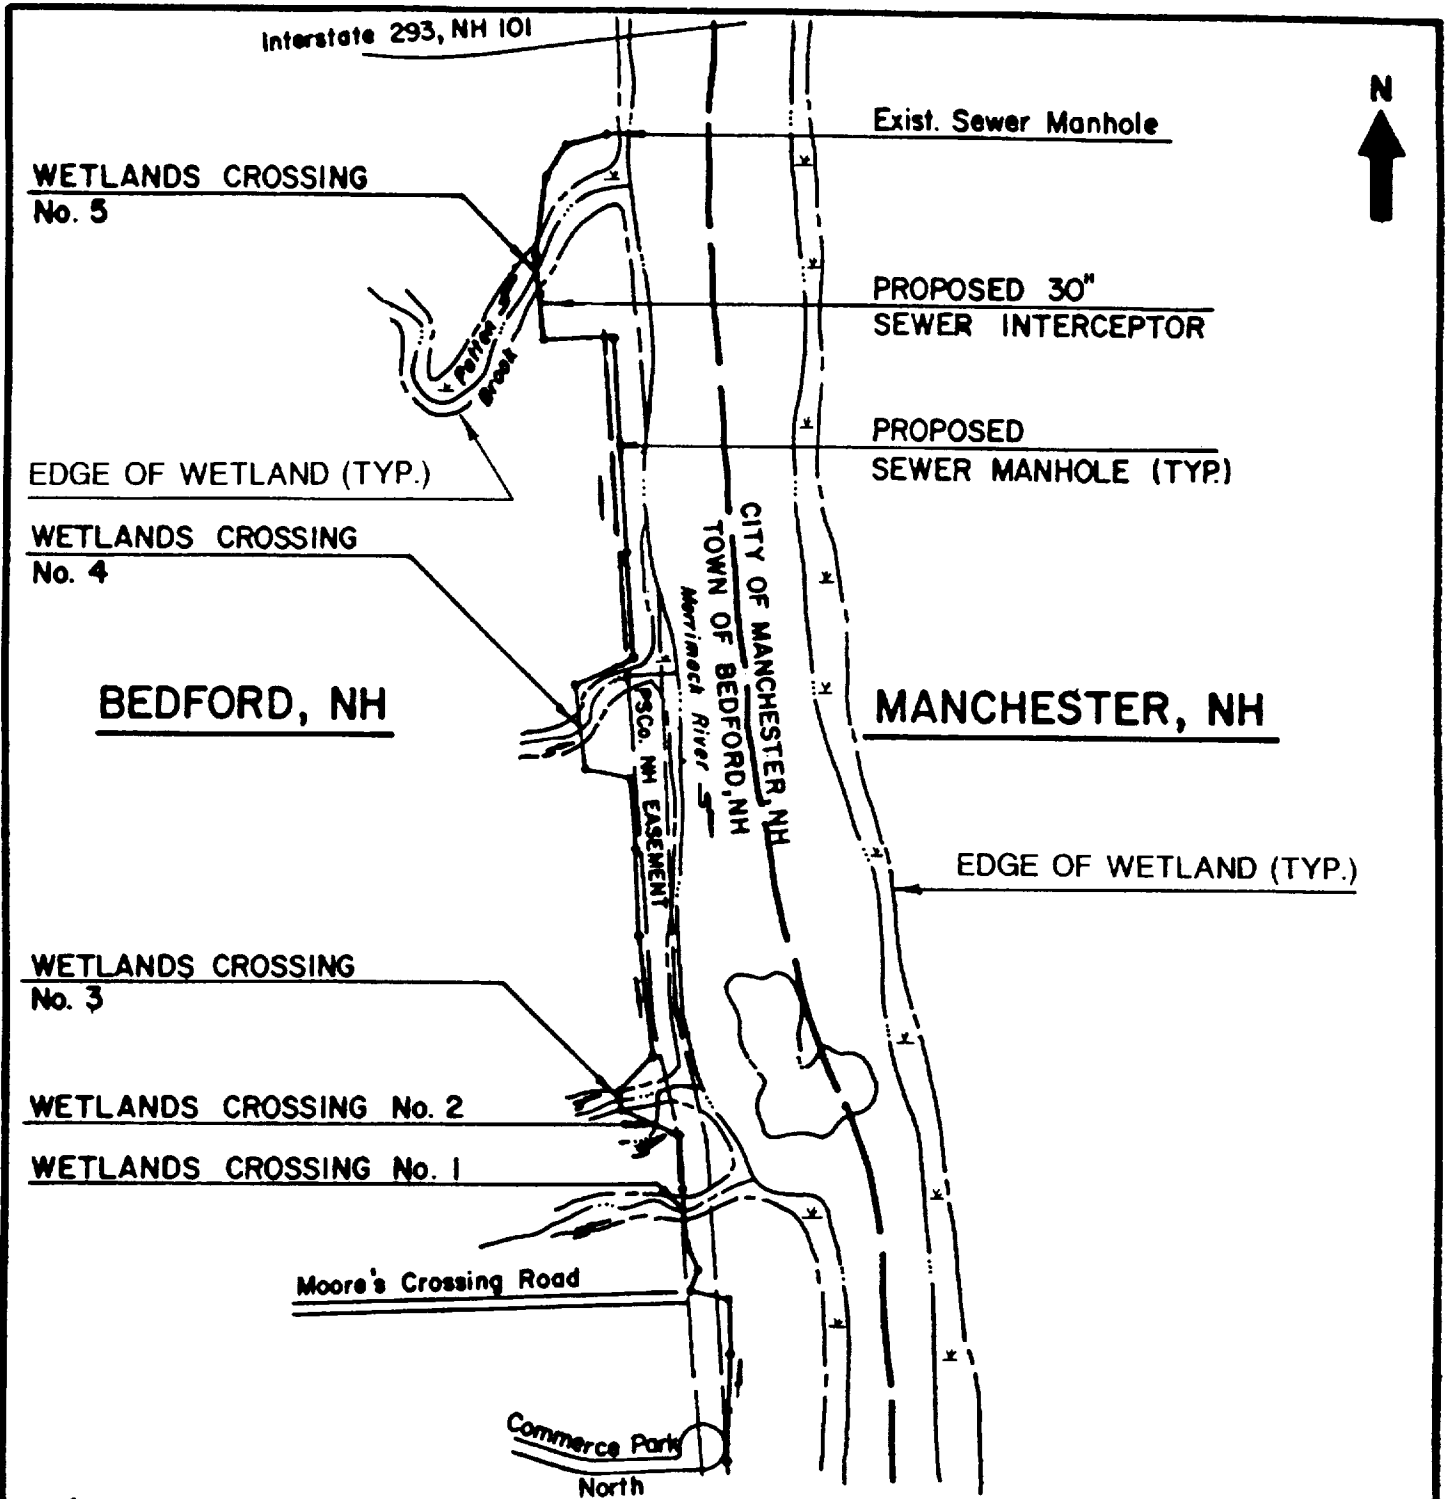 Interstate 293, NH 101
N
Exist. Sewer Manhole
WETLANDS CROSSING
No. 5
PROPOSED 30"
SEWER INTERCEPTOR
Patten
Brook
PROPOSED
SEWER MANHOLE (TYP.)
EDGE OF WETLAND (TYP.)
WETLANDS CROSSING
No. 4
CITY OF MANCHESTER, NH
TOWN OF BEDFORD, NH
Merrimack River
BEDFORD, NH
MANCHESTER, NH
PSCo. NH EASEMENT
EDGE OF WETLAND (TYP.)
WETLANDS CROSSING
No. 3
WETLANDS CROSSING No. 2
WETLANDS CROSSING No. 1
Moore's Crossing Road
Commerce Park
North